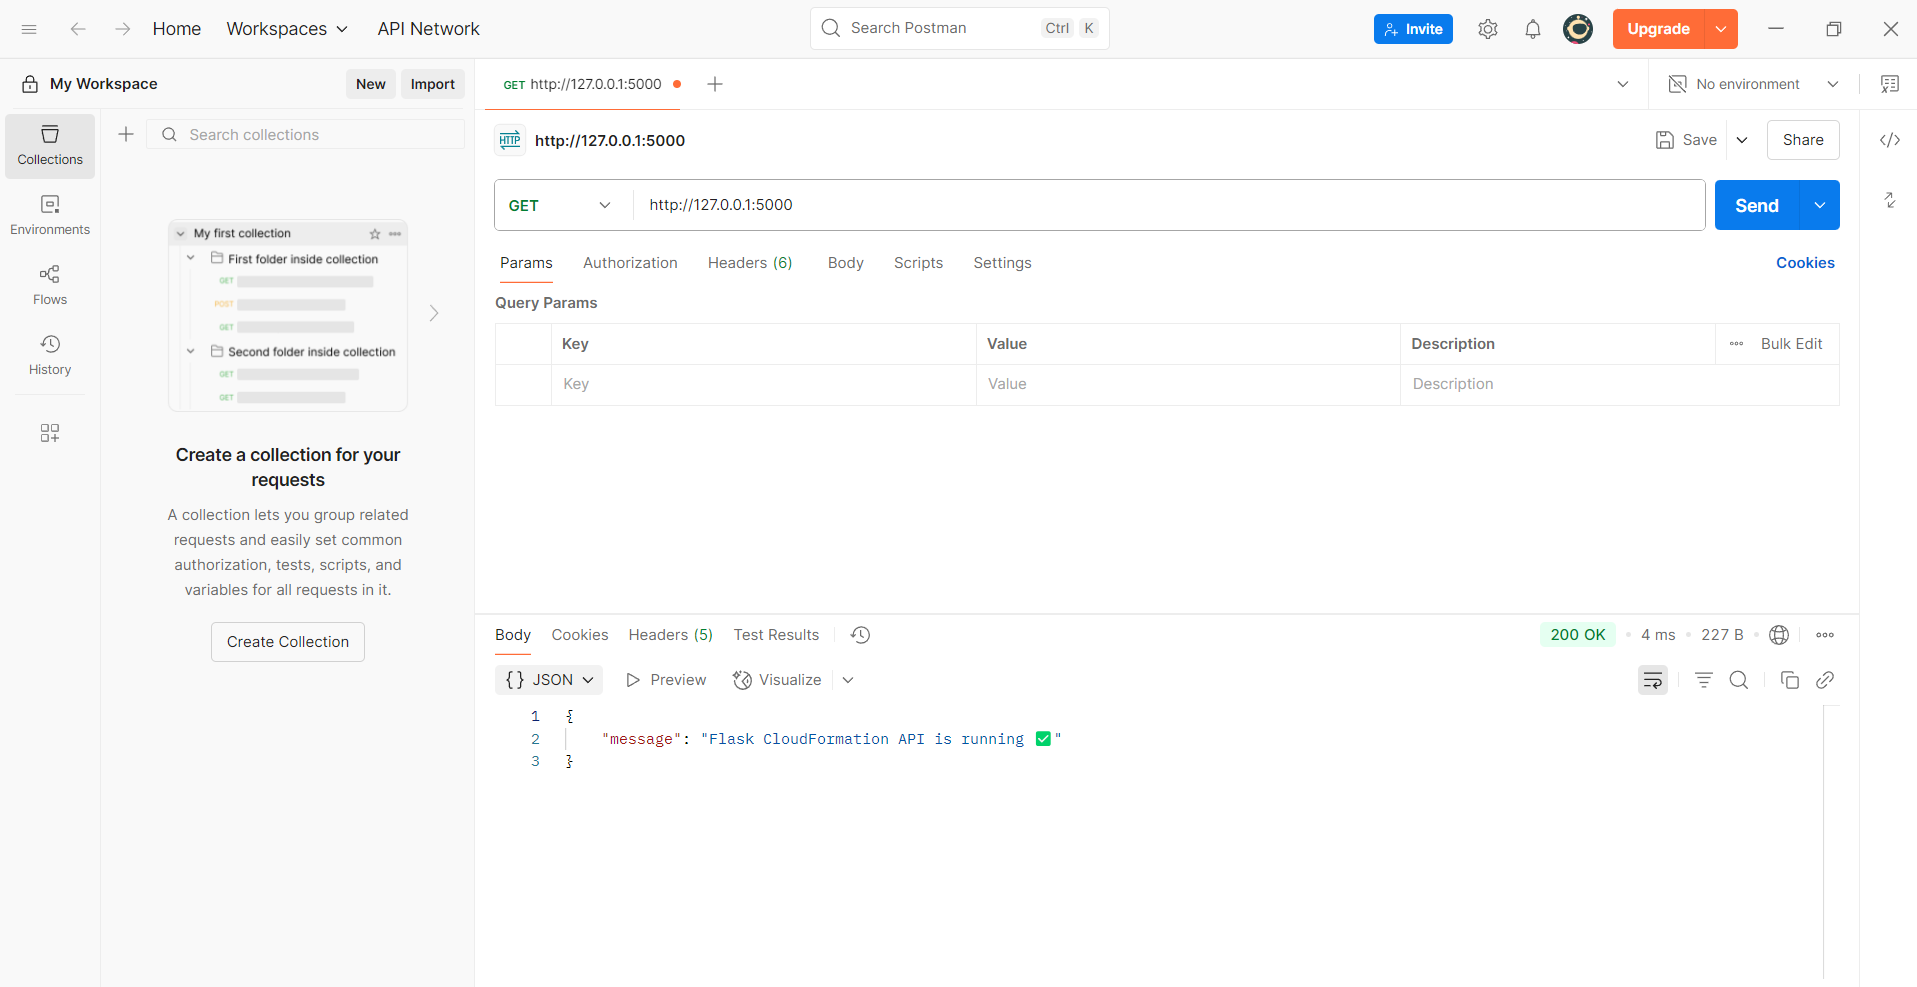 Home Workspaces API Network Search Postman Ctrl K Invite Upgrade
My Workspace New Import
GET http://127.0.0.1:5000 No environment
Collections
Environments
Flows
History
Search collections
My first collection
First folder inside collection
GET
POST
GET
Second folder inside collection
GET
GET
Create a collection for your
requests
A collection lets you group related
requests and easily set common
authorization, tests, scripts, and
variables for all requests in it.
Create Collection
HTTP http://127.0.0.1:5000 Save Share
GET http://127.0.0.1:5000 Send
Params Authorization Headers (6) Body Scripts Settings Cookies
Query Params
Key Value Description Bulk Edit
Key Value Description
Body Cookies Headers (5) Test Results 200 OK • 4 ms • 227 B
{} JSON Preview Visualize
1 {
2 "message": "Flask CloudFormation API is running ✅"
3 }